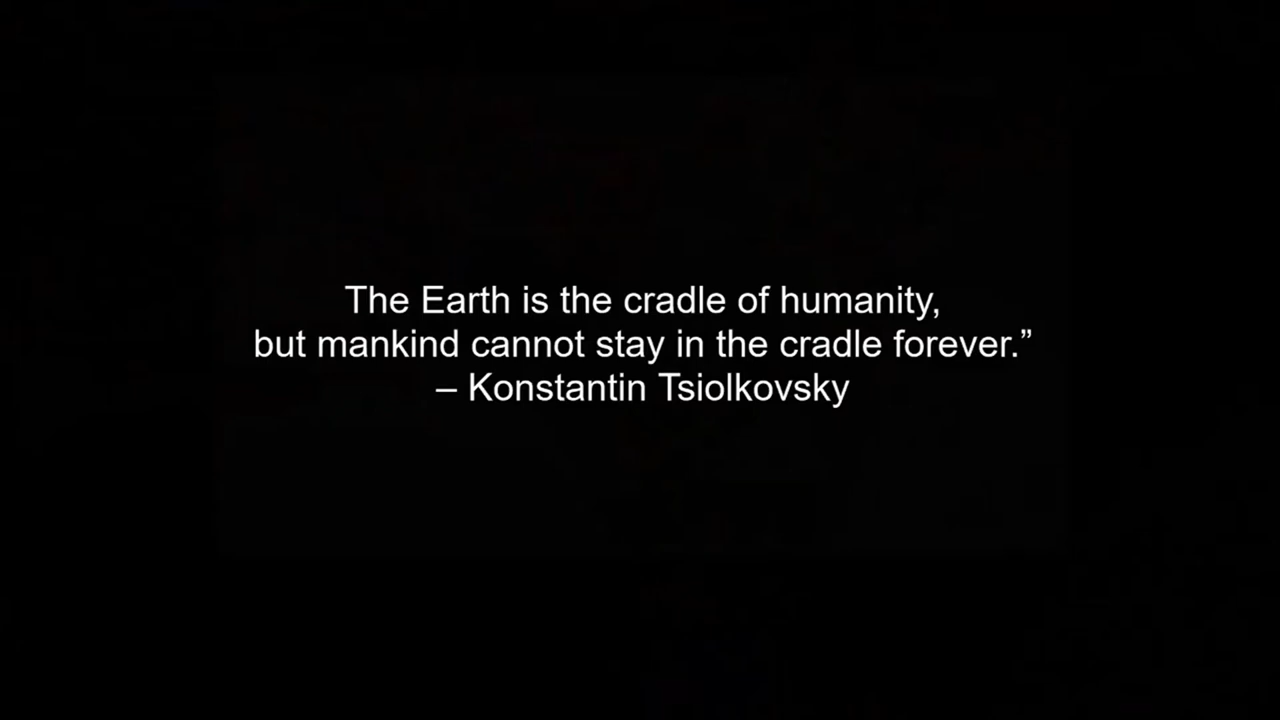 The Earth is the cradle of humanity,
but mankind cannot stay in the cradle forever.”
– Konstantin Tsiolkovsky